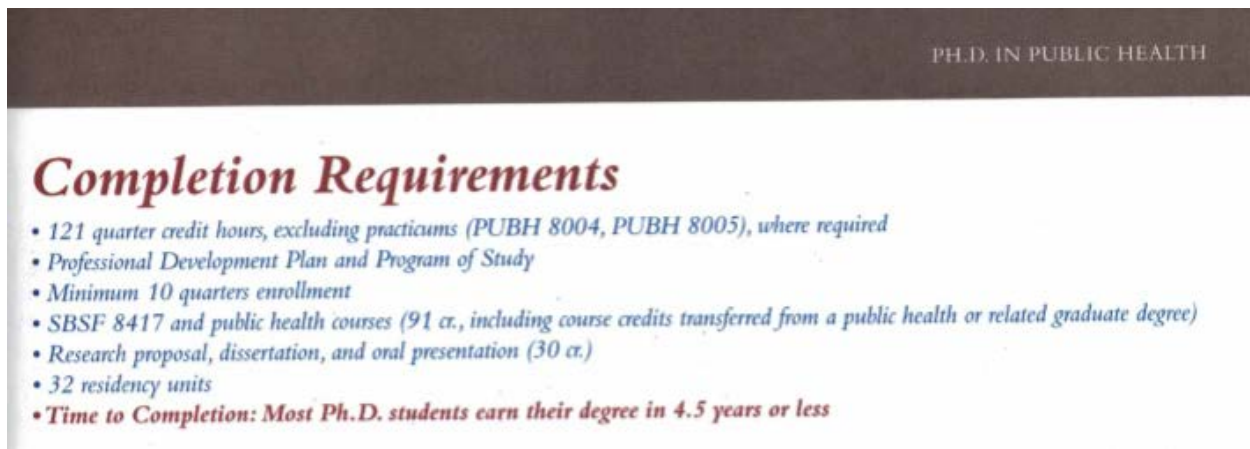 PH.D. IN PUBLIC HEALTH
Completion Requirements
• 121 quarter credit hours, excluding practicums (PUBH 8004, PUBH 8005), where required
• Professional Development Plan and Program of Study
• Minimum 10 quarters enrollment
• SBSF 8417 and public health courses (91 cr., including course credits transferred from a public health or related graduate degree)
• Research proposal, dissertation, and oral presentation (30 cr.)
• 32 residency units
• Time to Completion: Most Ph.D. students earn their degree in 4.5 years or less